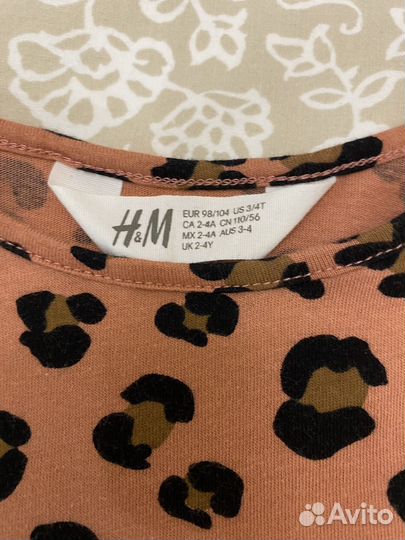 H&M
EUR 98/104 US 3/4T
CA 2-4A CN 110/56
MX 2-4A AUS 3-4
UK 2-4Y
Avito